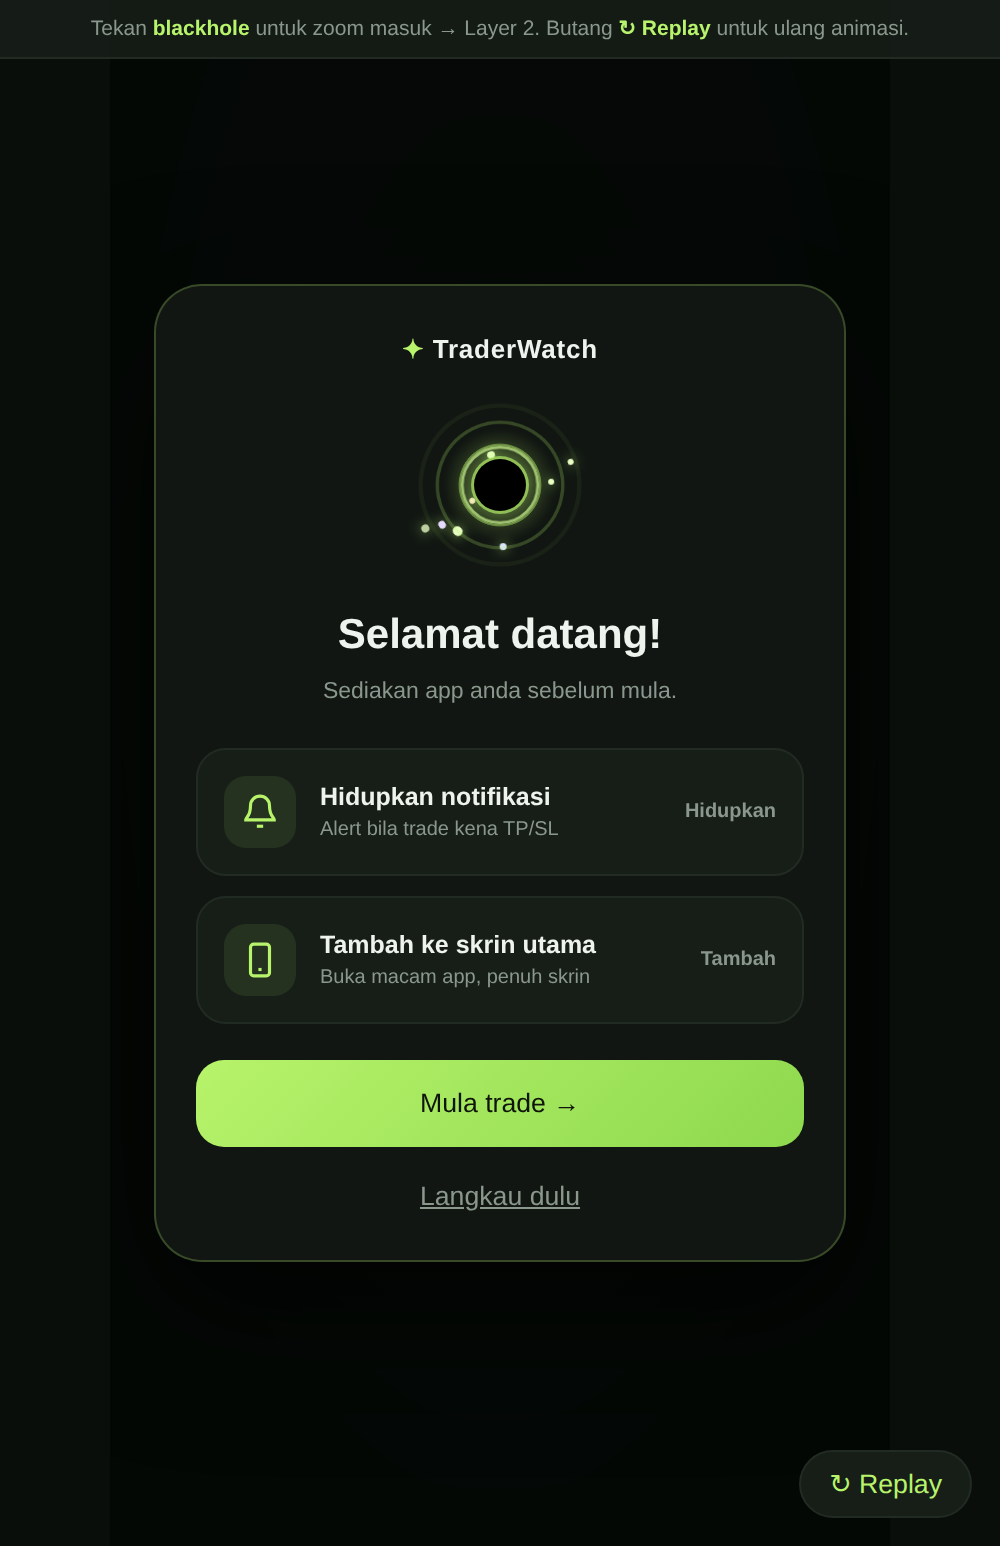 Tekan blackhole untuk zoom masuk → Layer 2. Butang ↻ Replay untuk ulang animasi.
✦ TraderWatch
Selamat datang!
Sediakan app anda sebelum mula.
Hidupkan notifikasi
Alert bila trade kena TP/SL
Hidupkan
Tambah ke skrin utama
Buka macam app, penuh skrin
Tambah
Mula trade →
Langkau dulu
↻ Replay